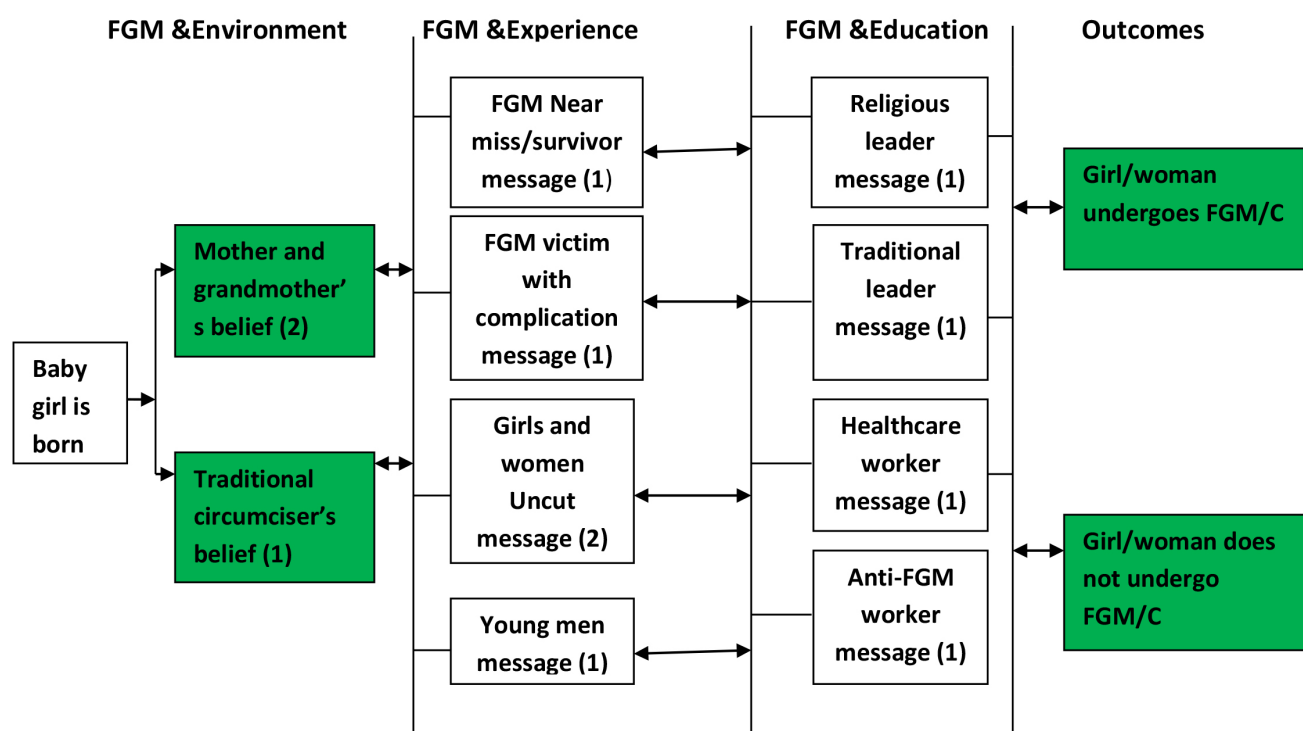 FGM &Environment
FGM &Experience
FGM &Education
Outcomes
Baby
girl is
born
Mother and
grandmother’
s belief (2)
Traditional
circumciser’s
belief (1)
FGM Near
miss/survivor
message (1)
FGM victim
with
complication
message (1)
Girls and
women
Uncut
message (2)
Young men
message (1)
Religious
leader
message (1)
Traditional
leader
message (1)
Healthcare
worker
message (1)
Anti-FGM
worker
message (1)
Girl/woman
undergoes FGM/C
Girl/woman does
not undergo
FGM/C